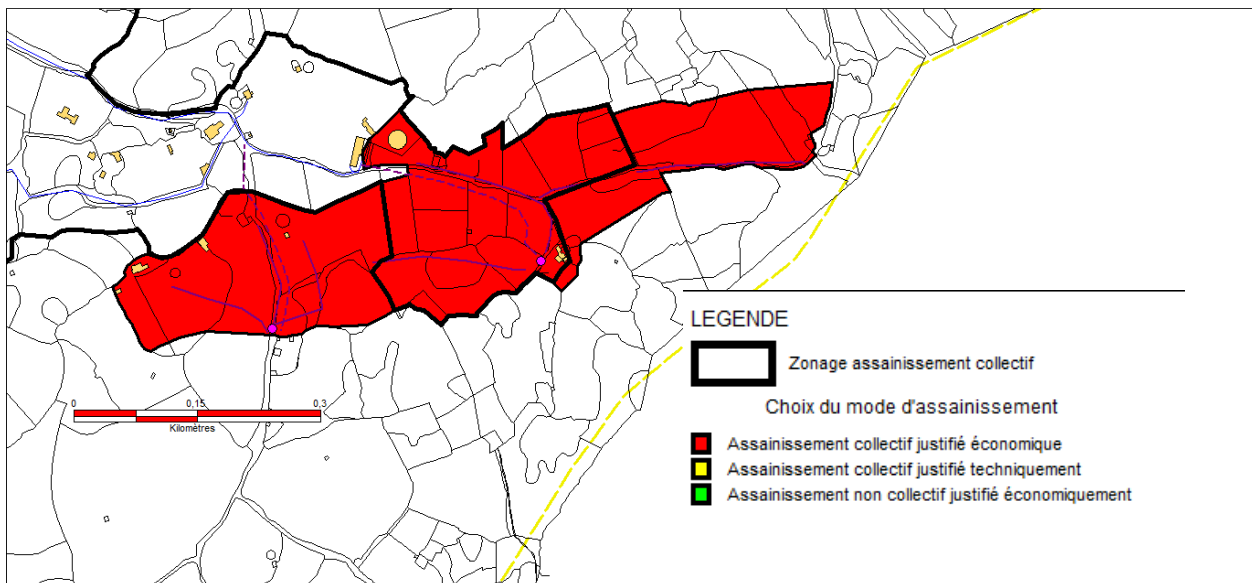 0 0,15 0,3
Kilomètres
LEGENDE
Zonage assainissement collectif
Choix du mode d'assainissement
Assainissement collectif justifié économique
Assainissement collectif justifié techniquement
Assainissement non collectif justifié économiquement